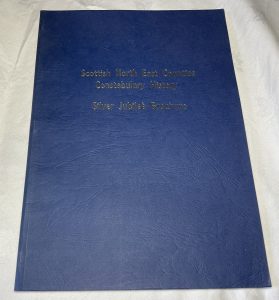 Scottish North East Counties
Constabulary History
Silver Jubilee Brochure